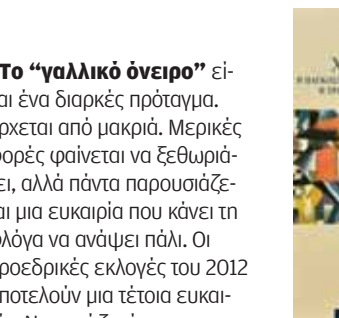 Το “γαλλικό όνειρο” εί-
αι ένα διαρκές πρόταγμα.
ρχεται από μακριά. Μερικές
ορές φαίνεται να ξεθωριά-
ει, αλλά πάντα παρουσιάζε-
αι μια ευκαιρία που κάνει τη
λόγα να ανάψει πάλι. Οι
ροεδρικές εκλογές του 2012
ποτελούν μια τέτοια ευκαι-